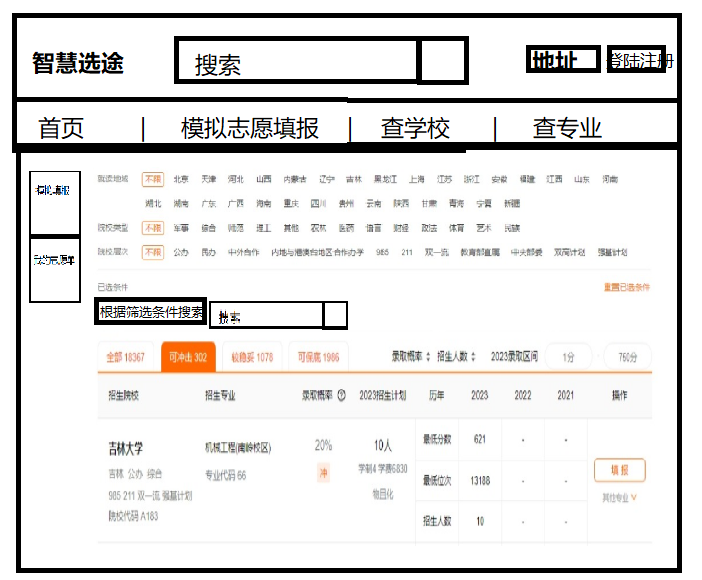 智慧选途 搜索 地址 登陆注册
首页 | 模拟志愿填报 | 查学校 | 查专业
模拟填报
我的志愿单
就读地域 不限 北京 天津 河北 山西 内蒙古 辽宁 吉林 黑龙江 上海 江苏 浙江 安徽 福建 江西 山东 河南
湖北 湖南 广东 广西 海南 重庆 四川 贵州 云南 陕西 甘肃 青海 宁夏 新疆
院校类型 不限 军事 综合 师范 理工 其他 农林 医药 语言 财经 政法 体育 艺术 民族
院校层次 不限 公办 民办 中外合作 内地与港澳台地区合作办学 985 211 双一流 教育部直属 中央部委 双高计划 强基计划
已选条件 重置已选条件
根据筛选条件搜索 搜索
全部 18367 可冲击 302 较稳妥 1078 可保底 1986 录取概率 招生人数 2023录取区间 1分 - 750分
招生院校 招生专业 录取概率 ? 2023招生计划 历年 2023 2022 2021 操作
吉林大学 机械工程(南岭校区) 20% 10人 最低分数 621 - -
吉林 公办 综合 专业代码 66 冲 学制4 学费6830 最低位次 13188 - - 填报
985 211 双一流 强基计划 物日化 其他专业
院校代码 A183 招生人数 10 - -